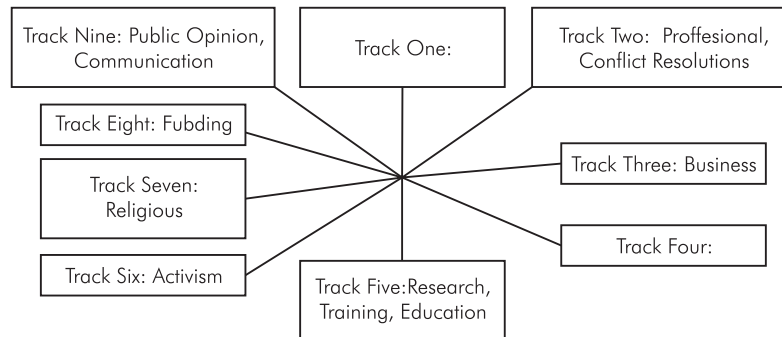 Track Nine: Public Opinion,
Communication
Track One:
Track Two: Proffesional,
Conflict Resolutions
Track Eight: Fubding
Track Three: Business
Track Seven:
Religious
Track Four:
Track Six: Activism
Track Five:Research,
Training, Education